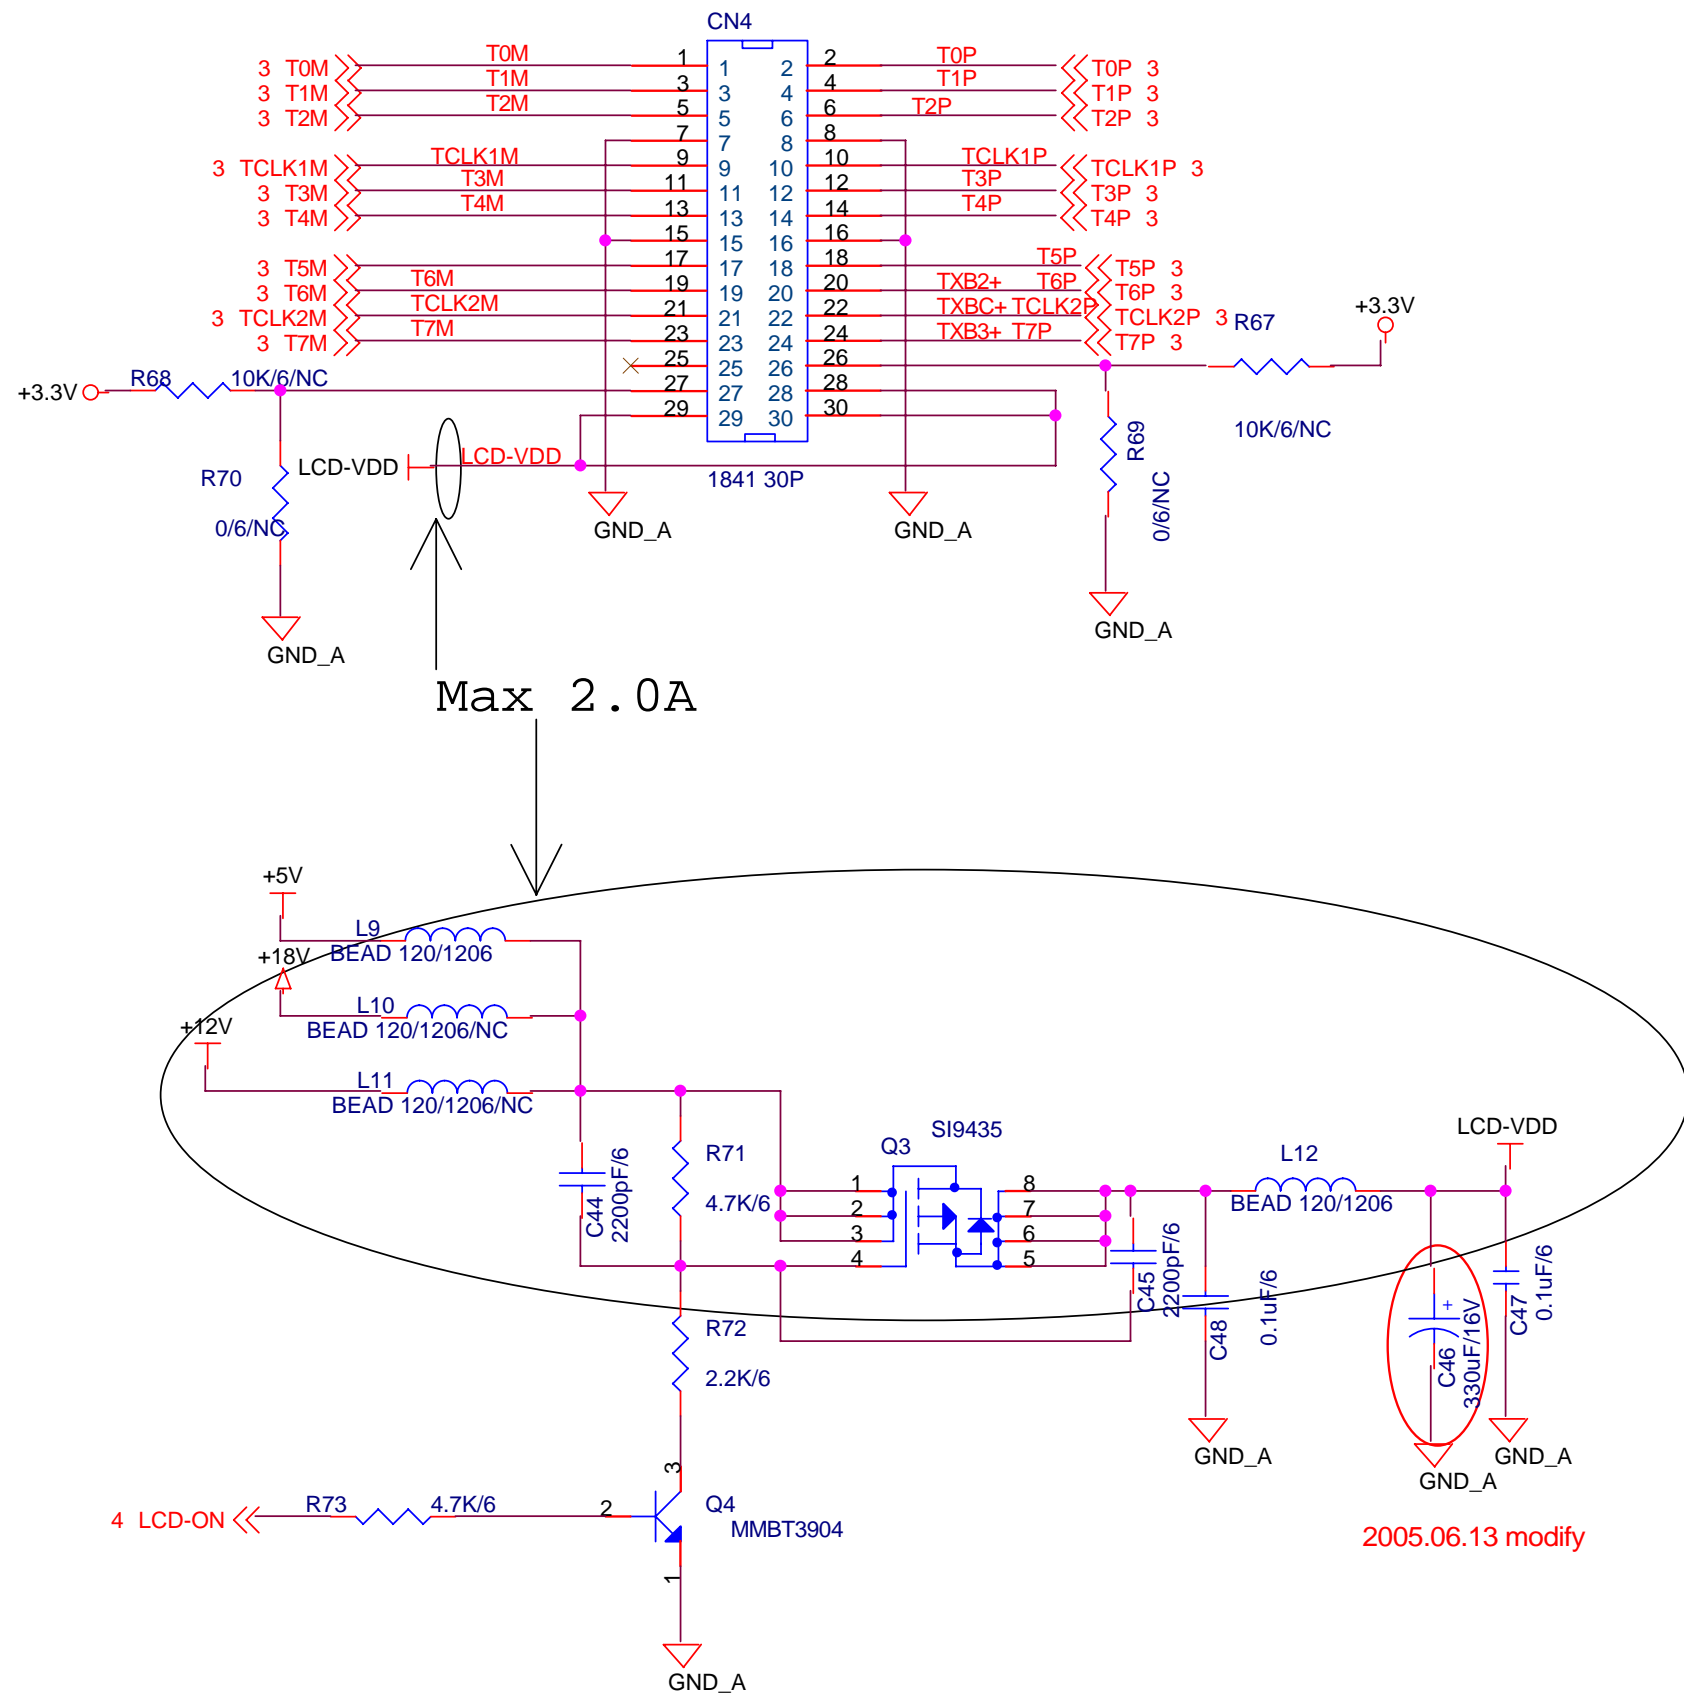 CN4
3 T0M T0M 1 1 2 2 T0P T0P 3
3 T1M T1M 3 3 4 4 T1P T1P 3
3 T2M T2M 5 5 6 6 T2P T2P 3
7 7 8 8
3 TCLK1M TCLK1M 9 9 10 10 TCLK1P TCLK1P 3
3 T3M T3M 11 11 12 12 T3P T3P 3
3 T4M T4M 13 13 14 14 T4P T4P 3
15 15 16 16
3 T5M 17 17 18 18 T5P T5P 3
3 T6M T6M 19 19 20 20 TXB2+ T6P T6P 3
3 TCLK2M TCLK2M 21 21 22 22 TXBC+ TCLK2P TCLK2P 3
3 T7M T7M 23 23 24 24 TXB3+ T7P T7P 3
25 25 26 26
27 27 28 28
29 29 30 30
1841 30P
R67
+3.3V
10K/6/NC
+3.3V
R68
10K/6/NC
R69
0/6/NC
R70
0/6/NC
LCD-VDD
LCD-VDD
GND_A
GND_A
GND_A
GND_A
Max 2.0A
+5V
L9
BEAD 120/1206
+18V
L10
BEAD 120/1206/NC
+12V
L11
BEAD 120/1206/NC
C44
2200pF/6
R71
4.7K/6
Q3
SI9435
1 8
2 7
3 6
4 5
C45
2200pF/6
C48
0.1uF/6
L12
BEAD 120/1206
LCD-VDD
+
C46
330uF/16V
C47
0.1uF/6
R72
2.2K/6
GND_A
GND_A
GND_A
4 LCD-ON
R73
4.7K/6
2
3
1
Q4
MMBT3904
GND_A
2005.06.13 modify